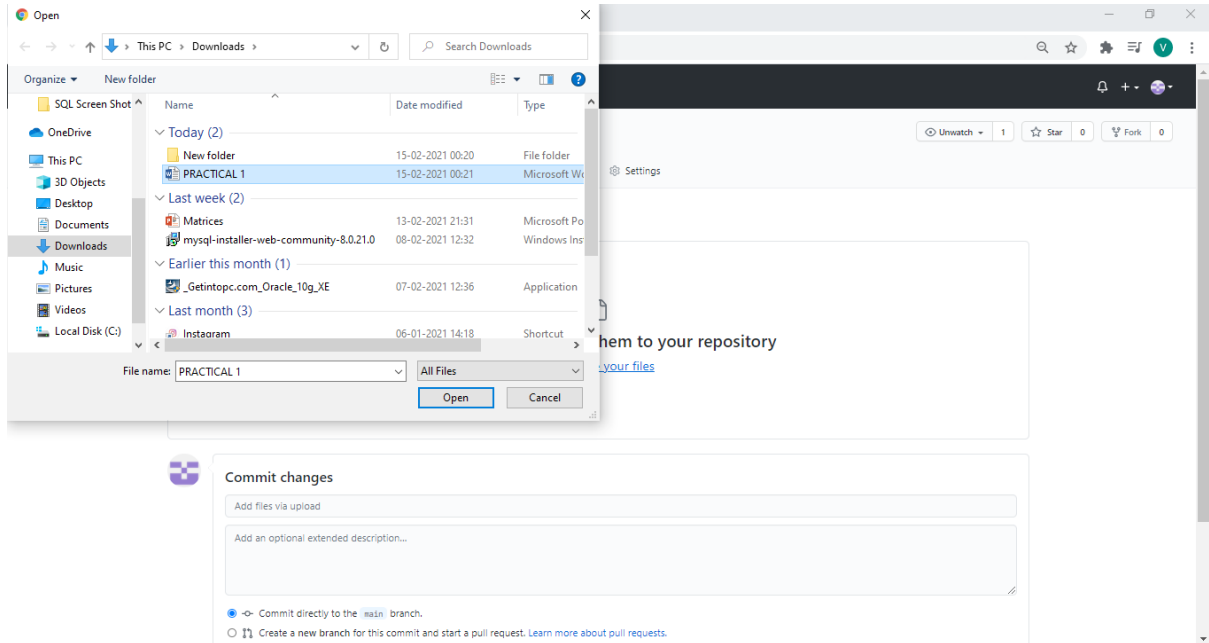 Open
This PC > Downloads >
Search Downloads
Organize
New folder
SQL Screen Shot
OneDrive
This PC
3D Objects
Desktop
Documents
Downloads
Music
Pictures
Videos
Local Disk (C:)
Name Date modified Type
Today (2)
New folder 15-02-2021 00:20 File folder
PRACTICAL 1 15-02-2021 00:21 Microsoft Wo
Last week (2)
Matrices 13-02-2021 21:31 Microsoft Po
mysql-installer-web-community-8.0.21.0 08-02-2021 12:32 Windows Ins
Earlier this month (1)
_Getintopc.com_Oracle_10g_XE 07-02-2021 12:36 Application
Last month (3)
Instagram 06-01-2021 14:18 Shortcut
File name: PRACTICAL 1 All Files
Open Cancel
V
Unwatch 1 Star 0 Fork 0
Settings
hem to your repository
your files
Commit changes
Add files via upload
Add an optional extended description...
Commit directly to the main branch.
Create a new branch for this commit and start a pull request. Learn more about pull requests.